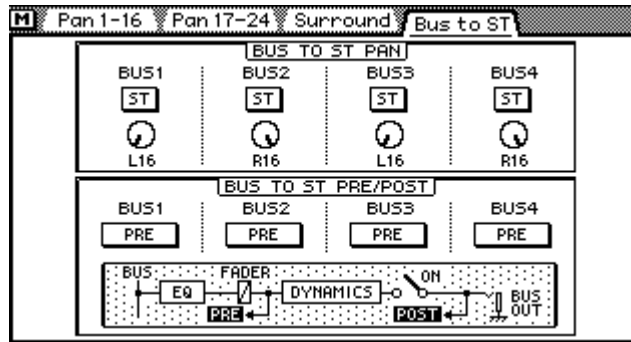 M Pan 1-16 Pan 17-24 Surround Bus to ST
BUS TO ST PAN
BUS1 BUS2 BUS3 BUS4
ST ST ST ST
L16 R16 L16 R16
BUS TO ST PRE/POST
BUS1 BUS2 BUS3 BUS4
PRE PRE PRE PRE
BUS FADER ON
EQ DYNAMICS BUS
PRE POST OUT